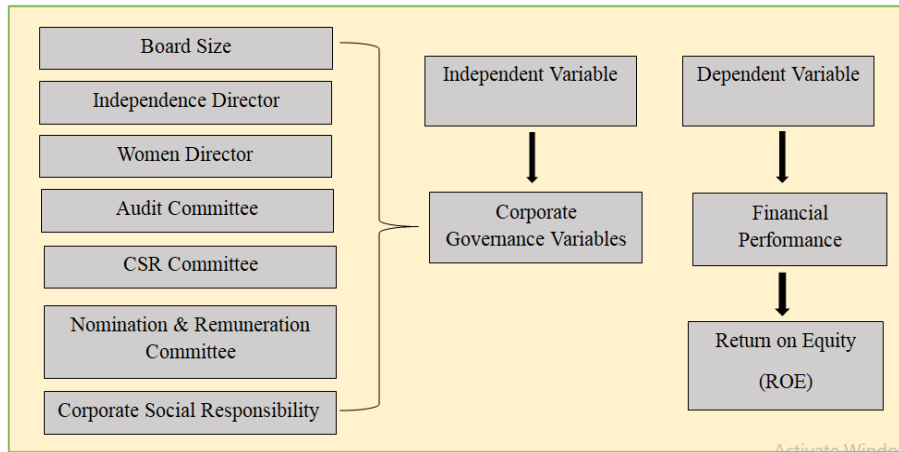 Board Size
Independence Director
Women Director
Audit Committee
CSR Committee
Nomination & Remuneration
Committee
Corporate Social Responsibility
Independent Variable
Corporate
Governance Variables
Dependent Variable
Financial
Performance
Return on Equity
(ROE)